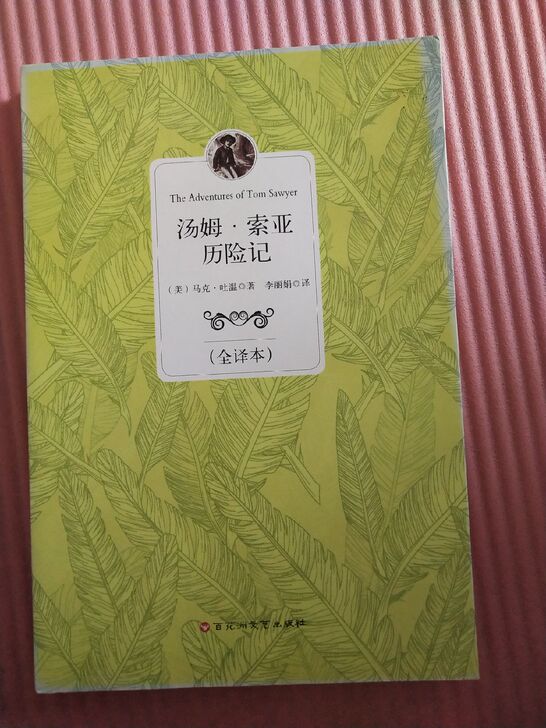 The Adventures of Tom Sawyer
汤姆·索亚
历险记
（美）马克·吐温◎著 李丽娟◎译
（全译本）
百花洲文艺出版社